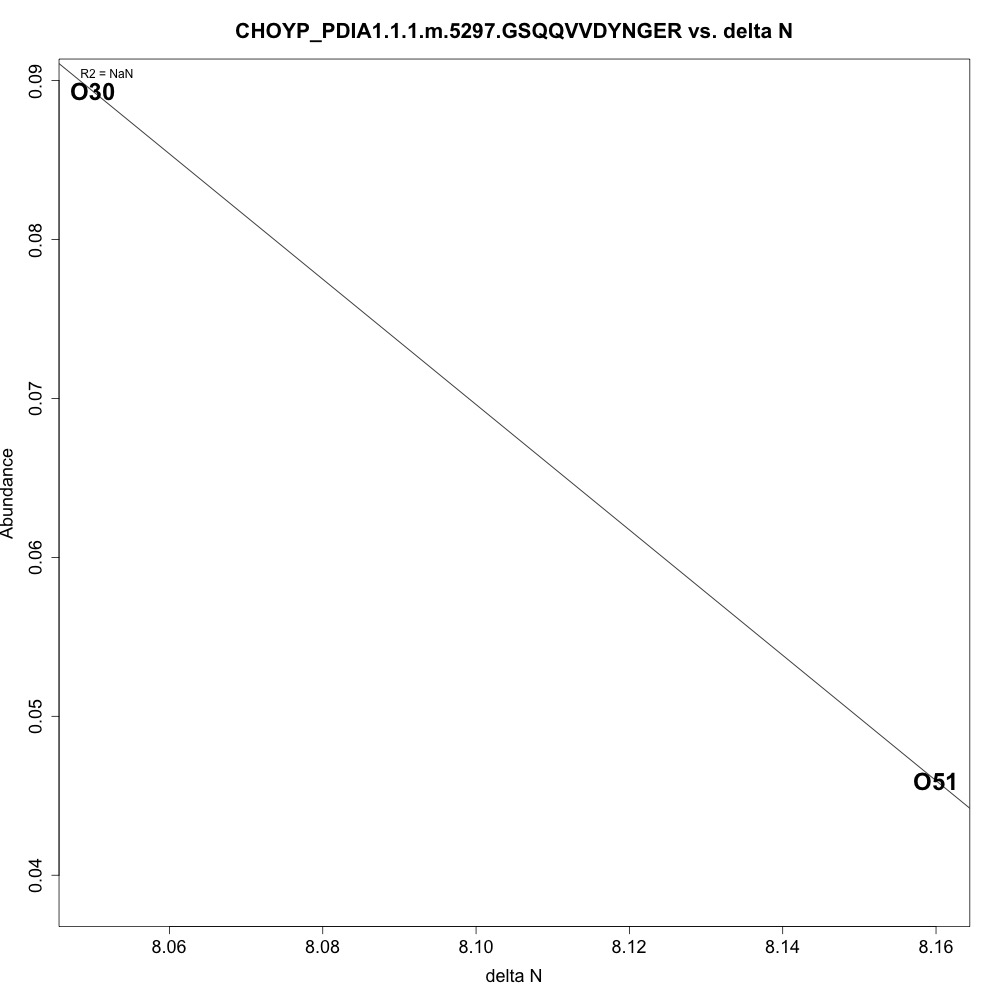 CHOYP_PDIA1.1.1.m.5297.GSQQVVDYNGER vs. delta N
R2 = NaN
O30
O51
0.09
0.08
0.07
0.06
0.05
0.04
Abundance
8.06 8.08 8.10 8.12 8.14 8.16
delta N